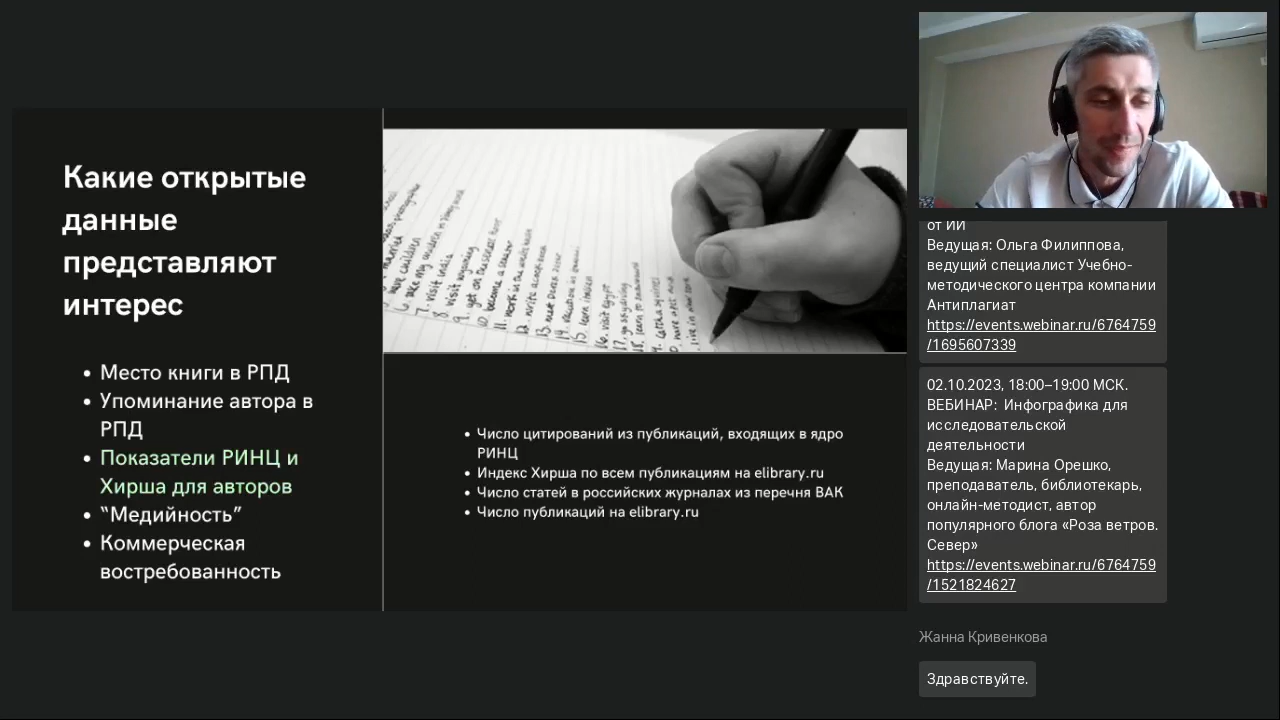 Какие открытые
данные
представляют
интерес
• Место книги в РПД
• Упоминание автора в
РПД
• Показатели РИНЦ и
Хирша для авторов
• “Медийность”
• Коммерческая
востребованность
• Число цитирований из публикаций, входящих в ядро
РИНЦ
• Индекс Хирша по всем публикациям на elibrary.ru
• Число статей в российских журналах из перечня ВАК
• Число публикаций на elibrary.ru
от ИИ
Ведущая: Ольга Филиппова,
ведущий специалист Учебно-
методического центра компании
Антиплагиат
https://events.webinar.ru/6764759
/1695607339
02.10.2023, 18:00–19:00 МСК.
ВЕБИНАР: Инфографика для
исследовательской
деятельности
Ведущая: Марина Орешко,
преподаватель, библиотекарь,
онлайн-методист, автор
популярного блога «Роза ветров.
Север»
https://events.webinar.ru/6764759
/1521824627
Жанна Кривенкова
Здравствуйте.